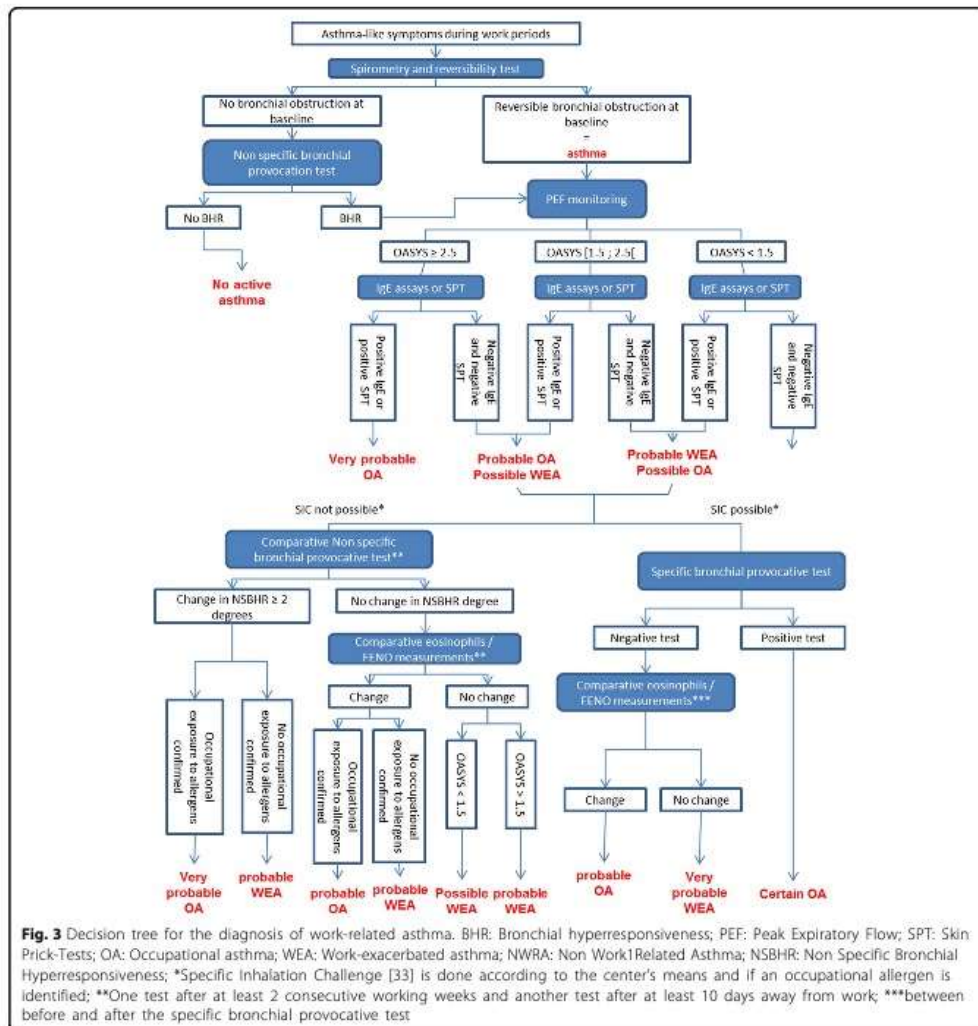 Asthma-like symptoms during work periods
Spirometry and reversibility test
No bronchial obstruction at
baseline
Reversible bronchial obstruction at
baseline
=
asthma
Non specific bronchial
provocation test
PEF monitoring
No BHR
BHR
No active
asthma
OASYS ≥ 2.5
OASYS [1.5 ; 2.5[
OASYS < 1.5
IgE assays or SPT
IgE assays or SPT
IgE assays or SPT
Positive IgE or
positive SPT
Negative IgE
and negative
SPT
Positive IgE or
positive SPT
Negative IgE
and negative
SPT
Positive IgE or
positive SPT
Negative IgE
and negative
SPT
Very probable
OA
Probable OA
Possible WEA
Probable WEA
Possible OA
SIC not possible*
SIC possible*
Comparative Non specific
bronchial provocative test**
Specific bronchial provocative test
Change in NSBHR ≥ 2
degrees
No change in NSBHR degree
Negative test
Positive test
Comparative eosinophils /
FENO measurements**
Comparative eosinophils /
FENO measurements***
Change
No change
Occupational
exposure to allergens
confirmed
No occupational
exposure to allergens
confirmed
Occupational
exposure to allergens
confirmed
No occupational
exposure to allergens
confirmed
OASYS < 1.5
OASYS > 1.5
Change
No change
Very
probable
OA
probable
WEA
probable
OA
probable
WEA
Possible
WEA
probable
WEA
probable
OA
Very
probable
WEA
Certain OA
Fig. 3 Decision tree for the diagnosis of work-related asthma. BHR: Bronchial hyperresponsiveness; PEF: Peak Expiratory Flow; SPT: Skin
Prick-Tests; OA: Occupational asthma; WEA: Work-exacerbated asthma; NWRA: Non Work1Related Asthma; NSBHR: Non Specific Bronchial
Hyperresponsiveness; *Specific Inhalation Challenge [33] is done according to the center's means and if an occupational allergen is
identified; **One test after at least 2 consecutive working weeks and another test after at least 10 days away from work; ***between
before and after the specific bronchial provocative test